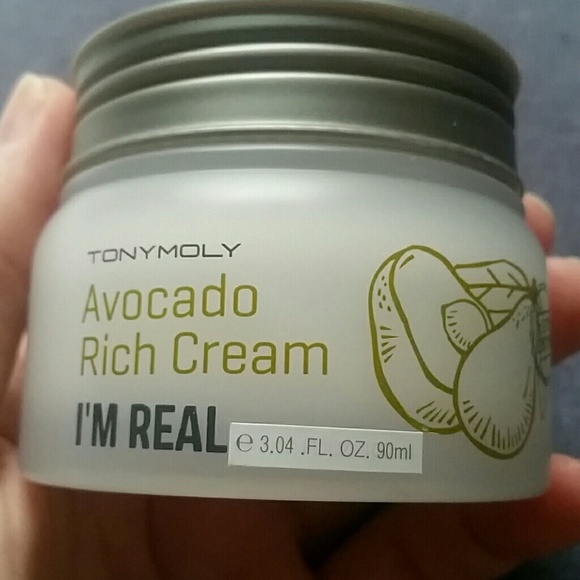 TONYMOLY
Avocado
Rich Cream
I'M REAL
℮ 3.04 .FL. OZ. 90ml